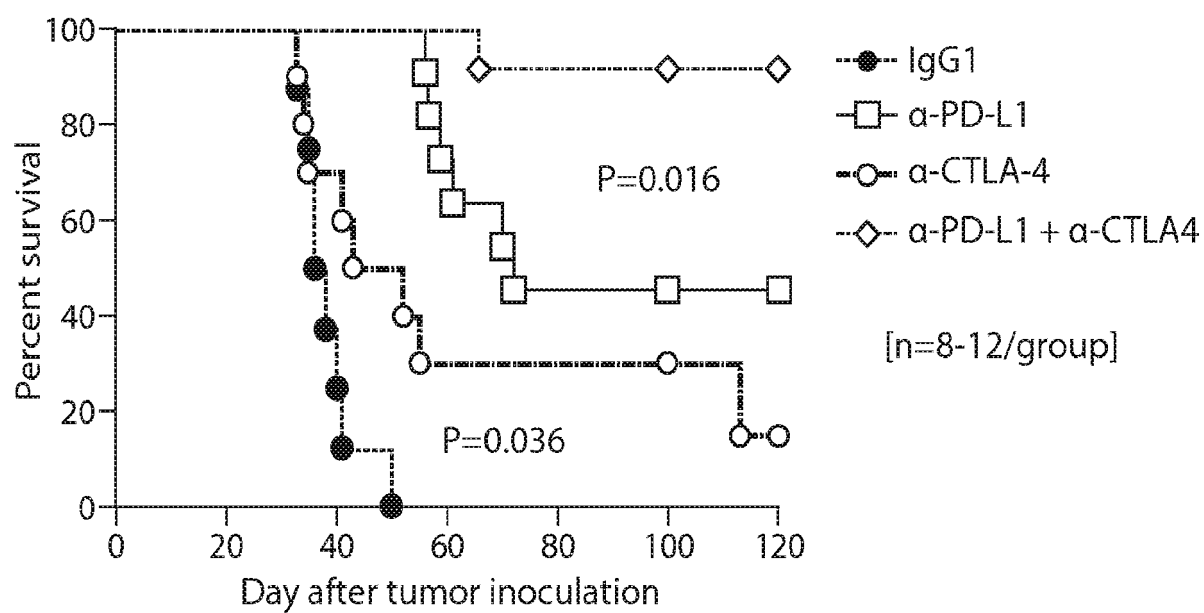 Percent survival
100
80
60
40
20
0
0 20 40 60 80 100 120
Day after tumor inoculation
P=0.016
P=0.036
IgG1
α-PD-L1
α-CTLA-4
α-PD-L1 + α-CTLA4
[n=8-12/group]